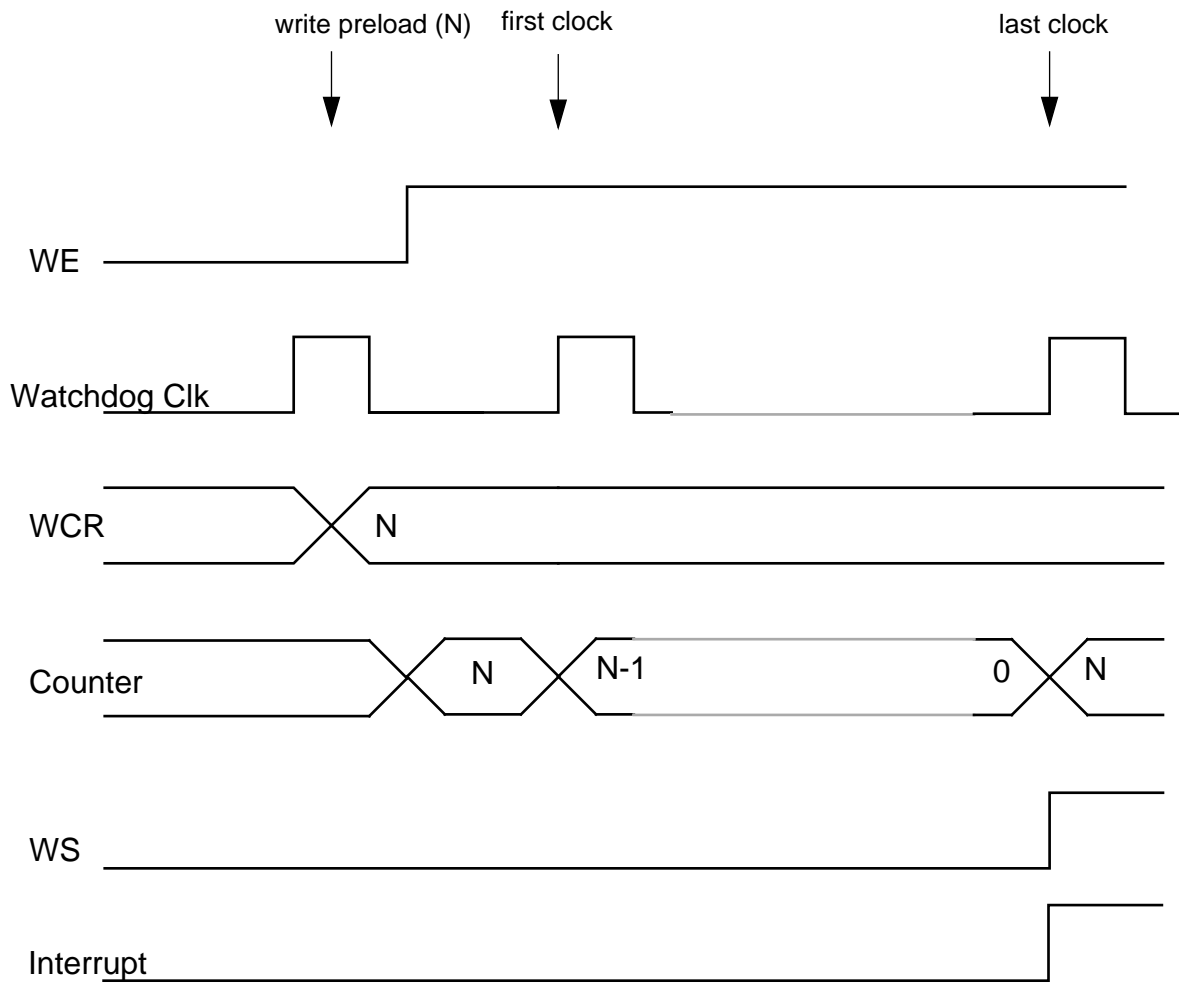 write preload (N) first clock last clock
WE
Watchdog Clk
WCR N
Counter N N-1 0 N
WS
Interrupt